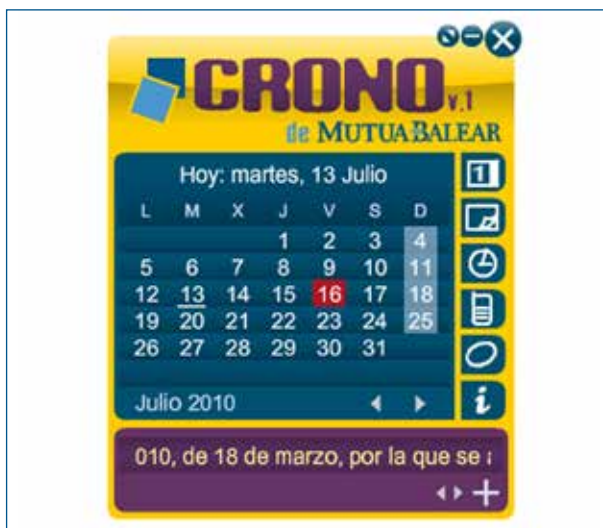 CRONO v.1
de MUTUA BALEAR
Hoy: martes, 13 Julio
1
L M X J V S D
1 2 3 4
5 6 7 8 9 10 11
12 13 14 15 16 17 18
19 20 21 22 23 24 25
26 27 28 29 30 31
Julio 2010
i
010, de 18 de marzo, por la que se a